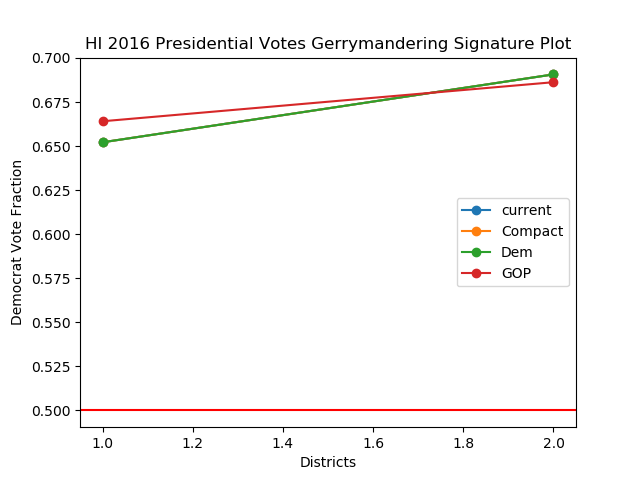 HI 2016 Presidential Votes Gerrymandering Signature Plot
0.700
0.675
0.650
0.625
0.600
0.575
0.550
0.525
0.500
Democrat Vote Fraction
current
Compact
Dem
GOP
1.0 1.2 1.4 1.6 1.8 2.0
Districts